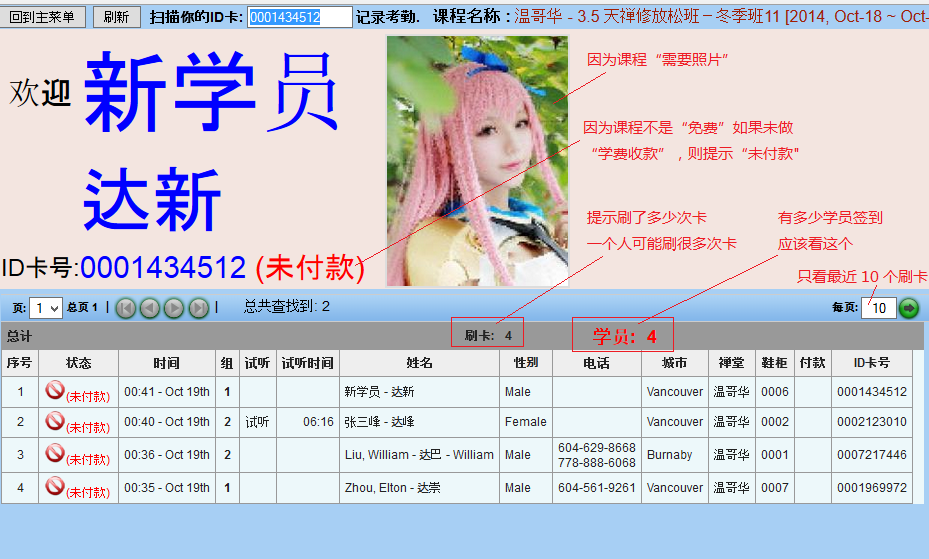 回到主菜单 刷新 扫描你的ID卡: 0001434512 记录考勤. 课程名称 : 温哥华 - 3.5 天禅修放松班 – 冬季班11 [2014, Oct-18 ~ Oct-
欢迎 新学员
达新
ID卡号:0001434512 (未付款)
因为课程“需要照片”
因为课程不是“免费”如果未做
“学费收款”，则提示“未付款"
提示刷了多少次卡
一个人可能刷很多次卡
有多少学员签到
应该看这个
只看最近 10 个刷卡
页: 1 总页 1 | | 总共查找到: 2 每页: 10
总计 刷卡: 4 学员: 4
序号 状态 时间 组 试听 试听时间 姓名 性别 电话 城市 禅堂 鞋柜 付款 ID卡号
1 (未付款) 00:41 - Oct 19th 1 新学员 - 达新 Male Vancouver 温哥华 0006 0001434512
2 (未付款) 00:40 - Oct 19th 2 试听 06:16 张三峰 - 达峰 Female Vancouver 温哥华 0002 0002123010
3 (未付款) 00:36 - Oct 19th 2 Liu, William - 达巴 - William Male 604-629-8668 Burnaby 温哥华 0001 0007217446
778-888-6068
4 (未付款) 00:35 - Oct 19th 1 Zhou, Elton - 达崇 Male 604-561-9261 Vancouver 温哥华 0007 0001969972